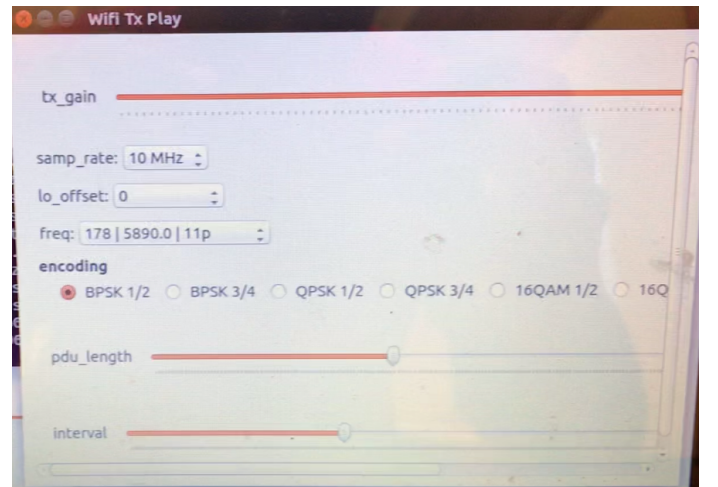 Wifi Tx Play
tx_gain
samp_rate: 10 MHz
lo_offset: 0
freq: 178 | 5890.0 | 11p
encoding
BPSK 1/2 BPSK 3/4 QPSK 1/2 QPSK 3/4 16QAM 1/2 16Q
pdu_length
interval